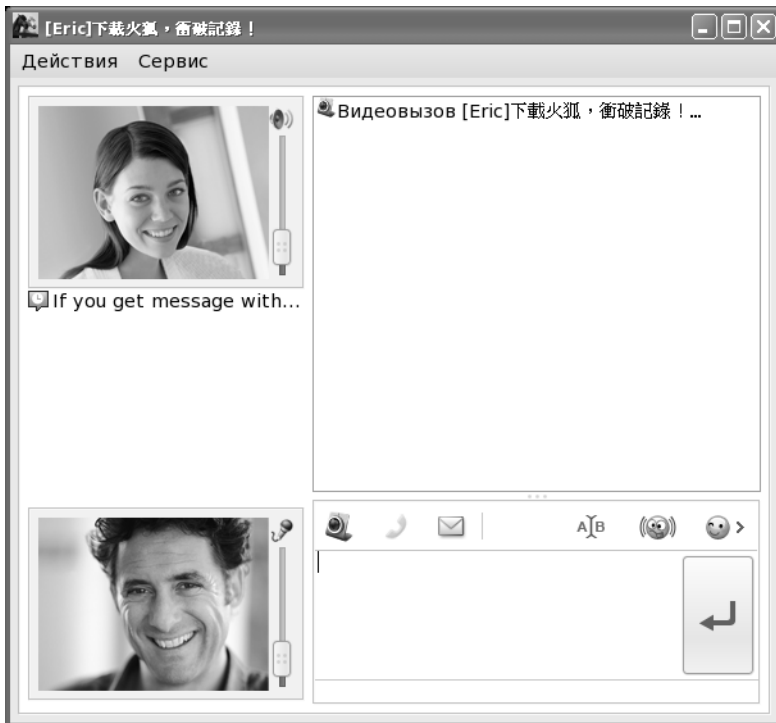 [Eric]下載火狐，衝破記錄！
Действия Сервис
Видеовызов [Eric]下載火狐，衝破記錄！...
If you get message with...
A B